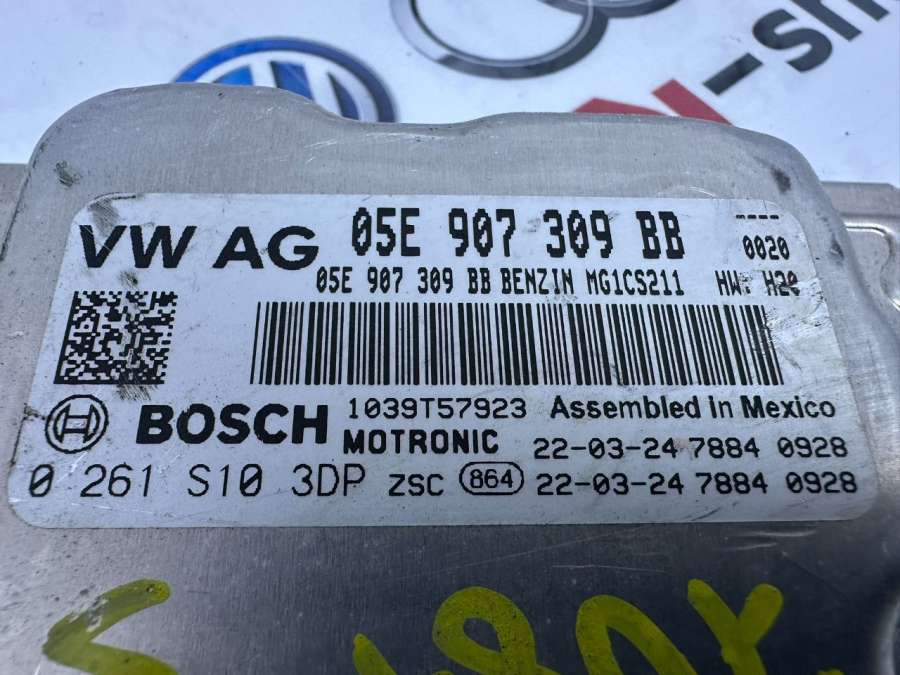 N-sh
VW AG 05E 907 309 BB ---- 0020
05E 907 309 BB BENZIN MG1CS211 HW: H20
BOSCH 1039T57923 Assembled in Mexico
MOTRONIC 22-03-24 7884 0928
0 261 S10 3DP ZSC 864 22-03-24 7884 0928